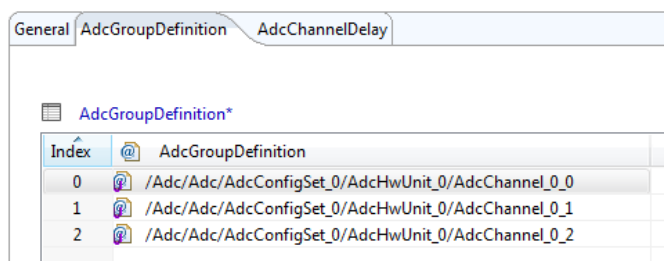 General AdcGroupDefinition AdcChannelDelay
AdcGroupDefinition*
Index AdcGroupDefinition
0 /Adc/Adc/AdcConfigSet_0/AdcHwUnit_0/AdcChannel_0_0
1 /Adc/Adc/AdcConfigSet_0/AdcHwUnit_0/AdcChannel_0_1
2 /Adc/Adc/AdcConfigSet_0/AdcHwUnit_0/AdcChannel_0_2